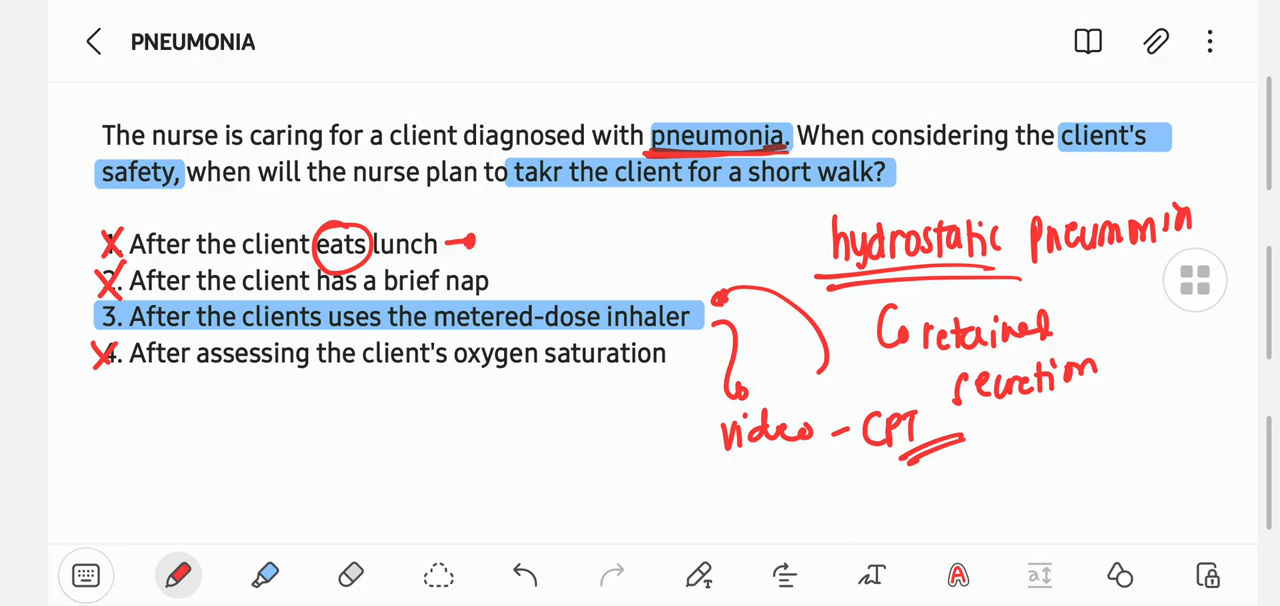 PNEUMONIA
The nurse is caring for a client diagnosed with pneumonia. When considering the client's
safety, when will the nurse plan to takr the client for a short walk?
1. After the client eats lunch
2. After the client has a brief nap
3. After the clients uses the metered-dose inhaler
4. After assessing the client's oxygen saturation
hydrostatic
retained
secretion
video - CPT